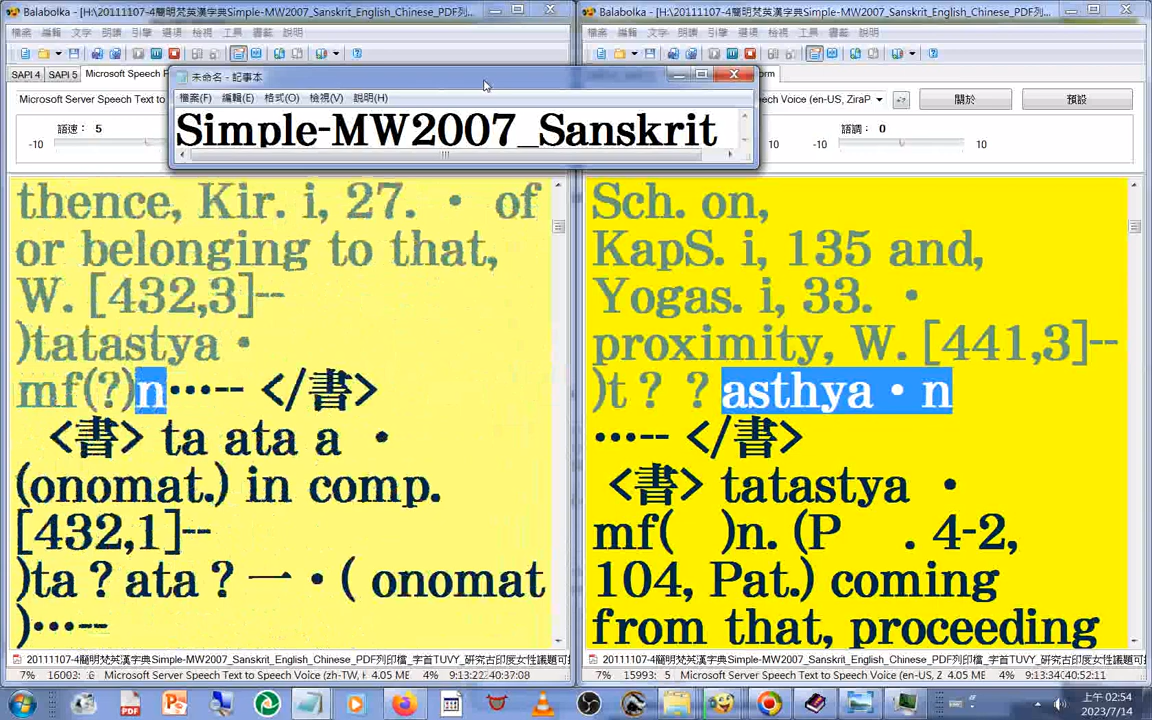 Balabolka - [H:\20111107-4簡明梵英漢字典Simple-MW2007_Sanskrit_English_Chinese_PDF列...
檔案 編輯 文字 朗讀 引擎 選項 檢視 工具 書籤 說明
SAPI 4 SAPI 5 Microsoft Speech P
Microsoft Server Speech Text to
語速： 5
-10
未命名 - 記事本
檔案(F) 編輯(E) 格式(O) 檢視(V) 說明(H)
Simple-MW2007_Sanskrit
thence, Kir. i, 27. • of
or belonging to that,
W. [432,3]--
)tatastya •
mf(?)n…-- </書>
<書> ta ata a •
(onomat.) in comp.
[432,1]--
)ta ? ata ? 一 • ( onomat
)…--
20111107-4簡明梵英漢字典Simple-MW2007_Sanskrit_English_Chinese_PDF列印檔_字首TUVY_研究古印度女性議題可
7% 16003: :6 Microsoft Server Speech Text to Speech Voice (zh-TW, H 4.05 MB 4% 9:13:22 40:37:08
Balabolka - [H:\20111107-4簡明梵英漢字典Simple-MW2007_Sanskrit_English_Chinese_PDF列...
檔案 編輯 文字 朗讀 引擎 選項 檢視 工具 書籤 說明
orm
ech Voice (en-US, ZiraP 關於 預設
語調： 0
10 -10 10
Sch. on,
KapS. i, 135 and,
Yogas. i, 33. •
proximity, W. [441,3]--
)t ? ? asthya • n
…-- </書>
<書> tatastya •
mf( )n. (P . 4-2,
104, Pat.) coming
from that, proceeding
20111107-4簡明梵英漢字典Simple-MW2007_Sanskrit_English_Chinese_PDF列印檔_字首TUVY_研究古印度女性議題可
7% 15993: 5 Microsoft Server Speech Text to Speech Voice (en-US, Z 4.05 MB 4% 9:13:34 40:52:11
上午 02:54
2023/7/14